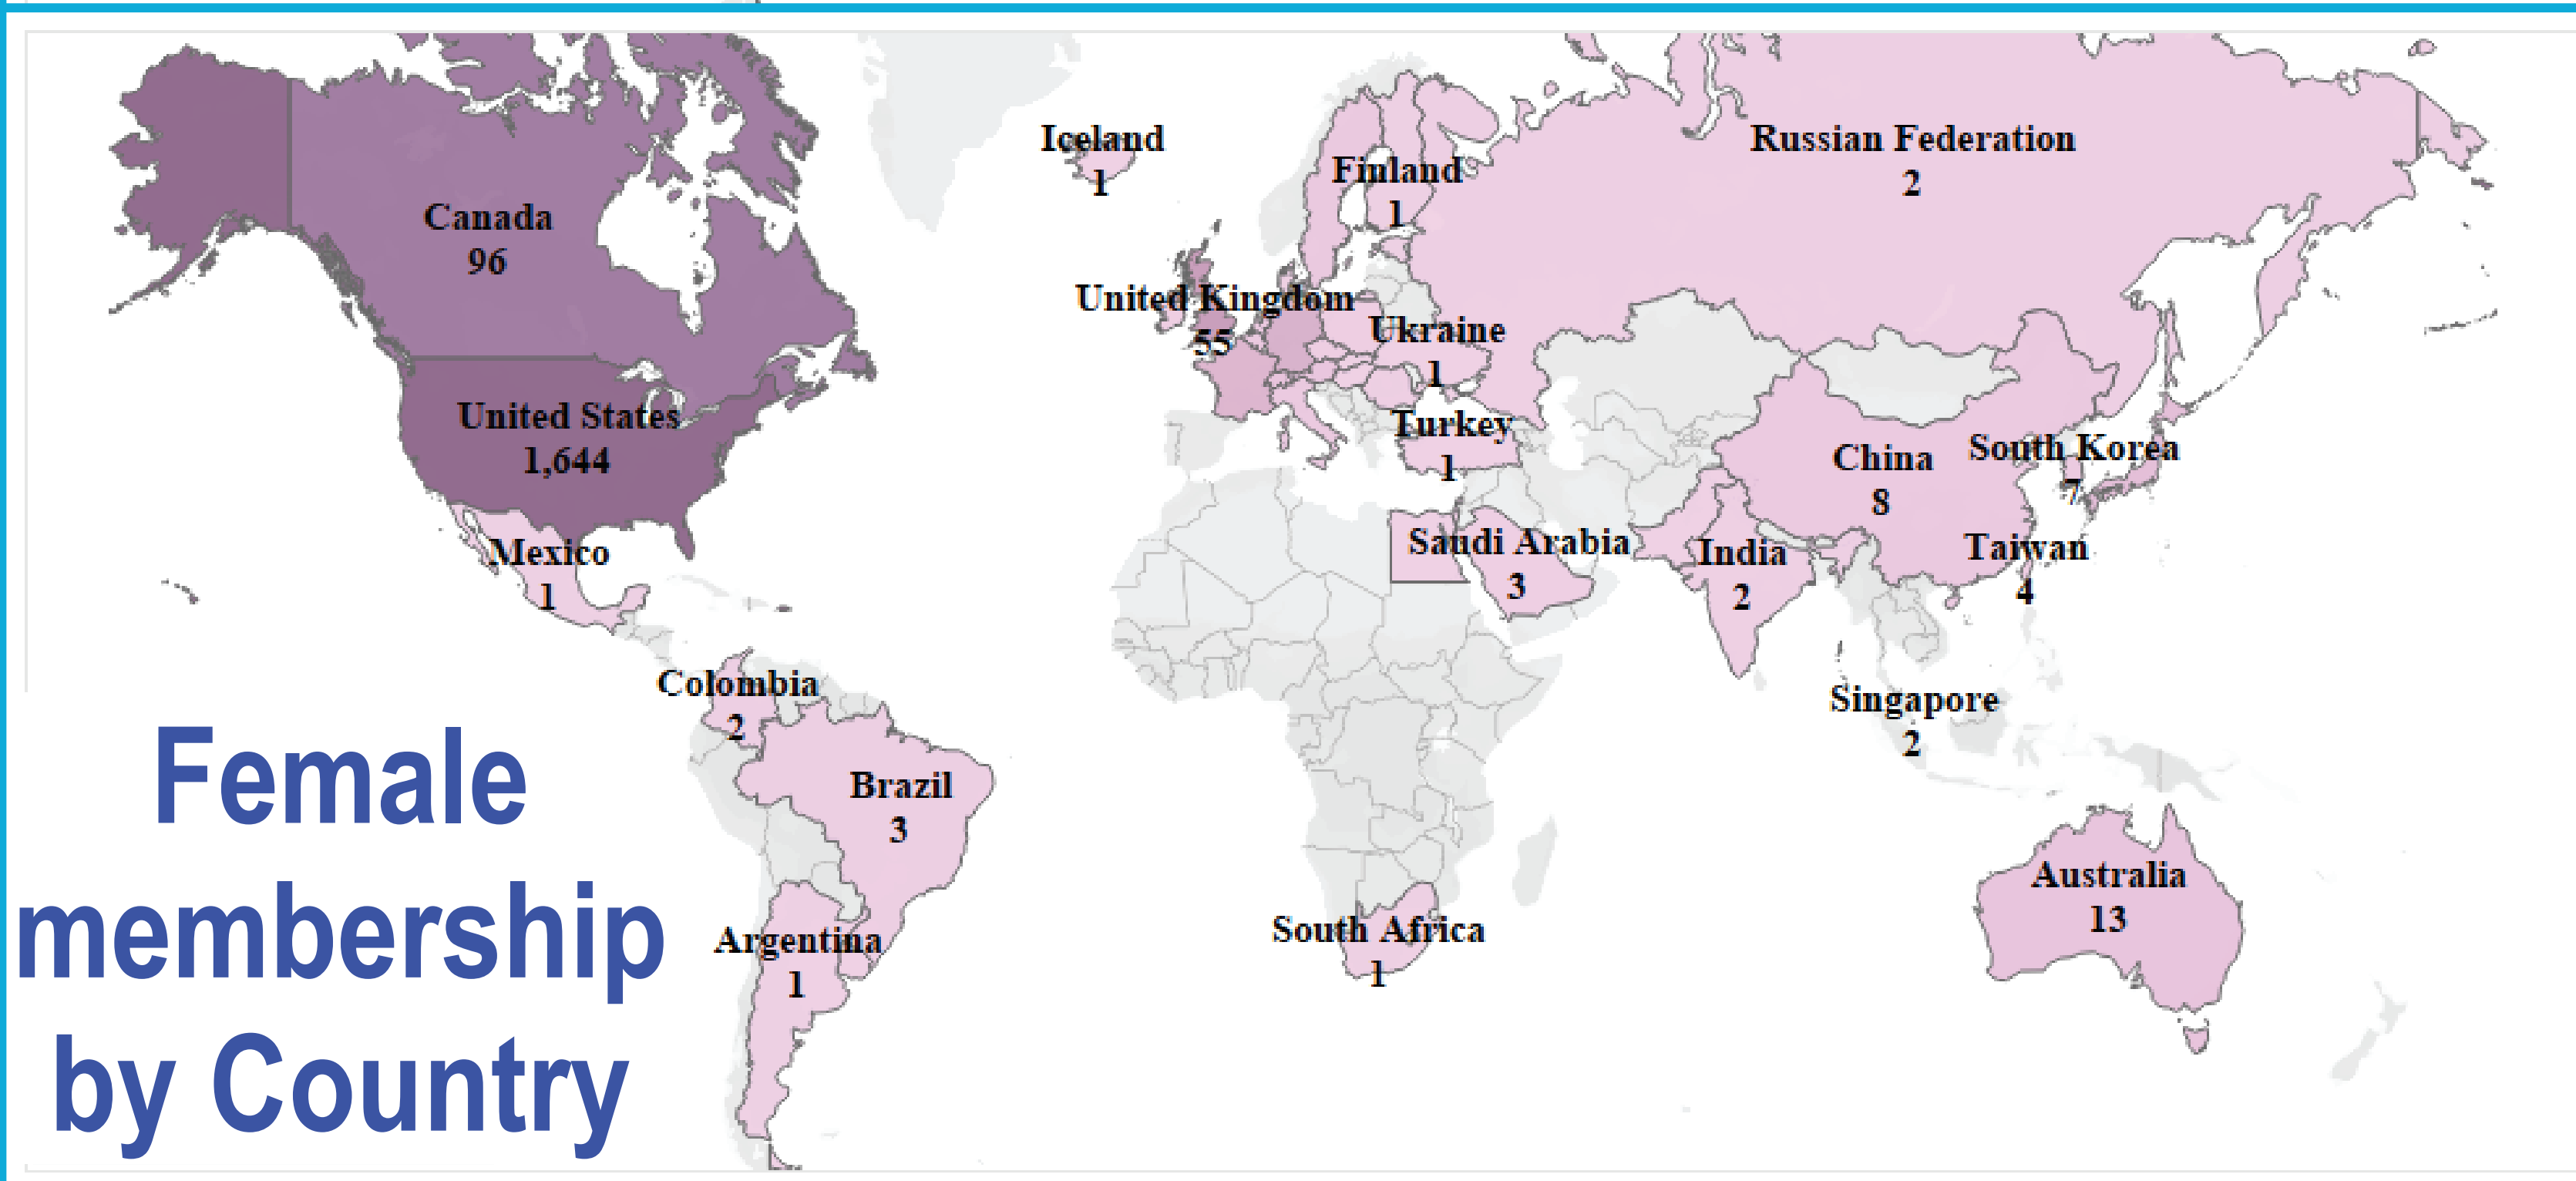 Iceland
1
Russian Federation
2
Finland
1
Canada
96
United Kingdom
55
Ukraine
1
United States
1,644
Turkey
1
China
8
South Korea
7
Mexico
1
Saudi Arabia
3
India
2
Taiwan
4
Colombia
2
Singapore
2
Brazil
3
Australia
13
South Africa
1
Argentina
1
Female
membership
by Country